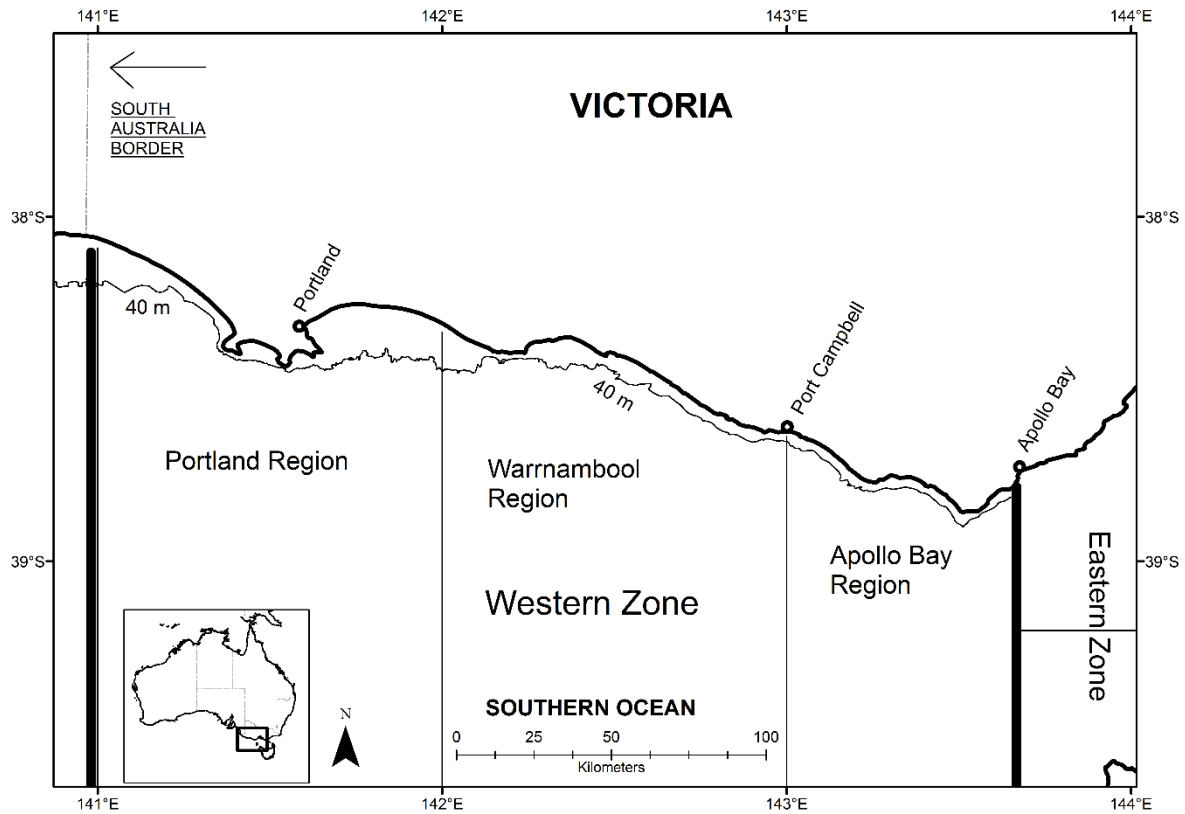 141°E
142°E
143°E
144°E
SOUTH
AUSTRALIA
BORDER
VICTORIA
38°S
38°S
Portland
40 m
40 m
Port Campbell
Apollo Bay
Portland Region
Warrnambool
Region
39°S
39°S
Apollo Bay
Region
Eastern Zone
Western Zone
SOUTHERN OCEAN
N
0
25
50
100
Kilometers
141°E
142°E
143°E
144°E